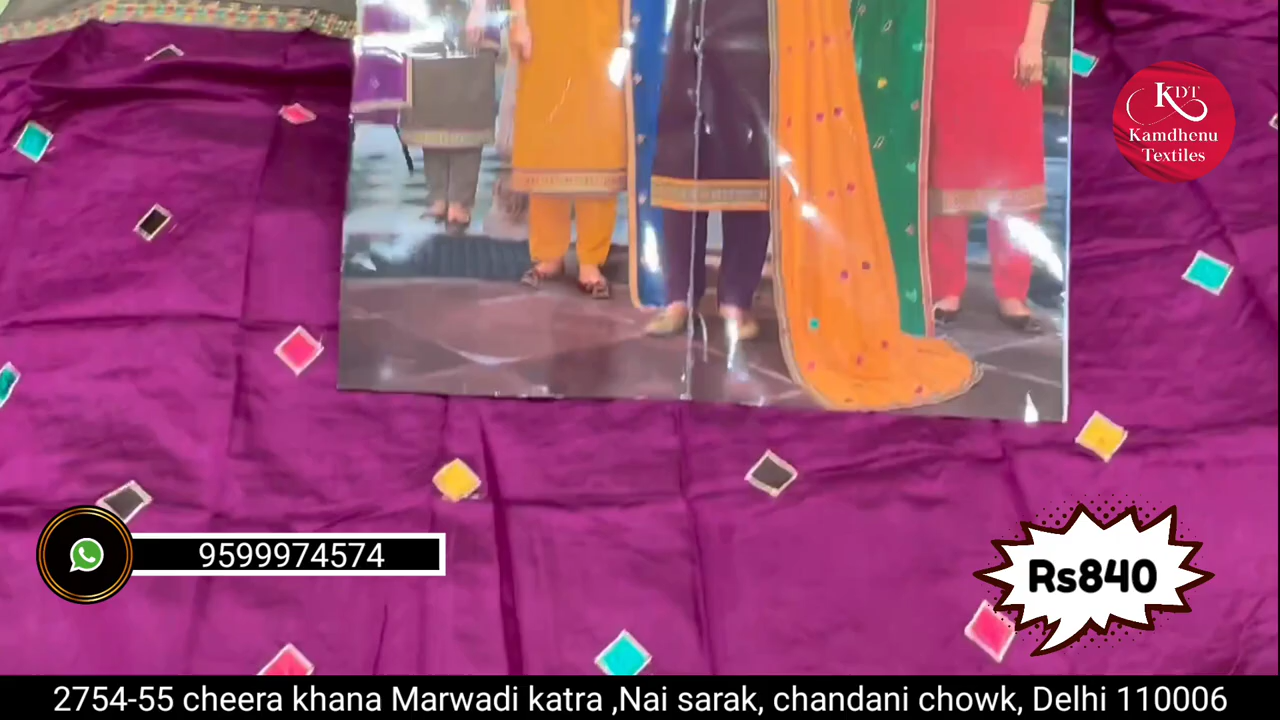 KDT
Kamdhenu
Textiles
9599974574
Rs840
2754-55 cheera khana Marwadi katra ,Nai sarak, chandani chowk, Delhi 110006